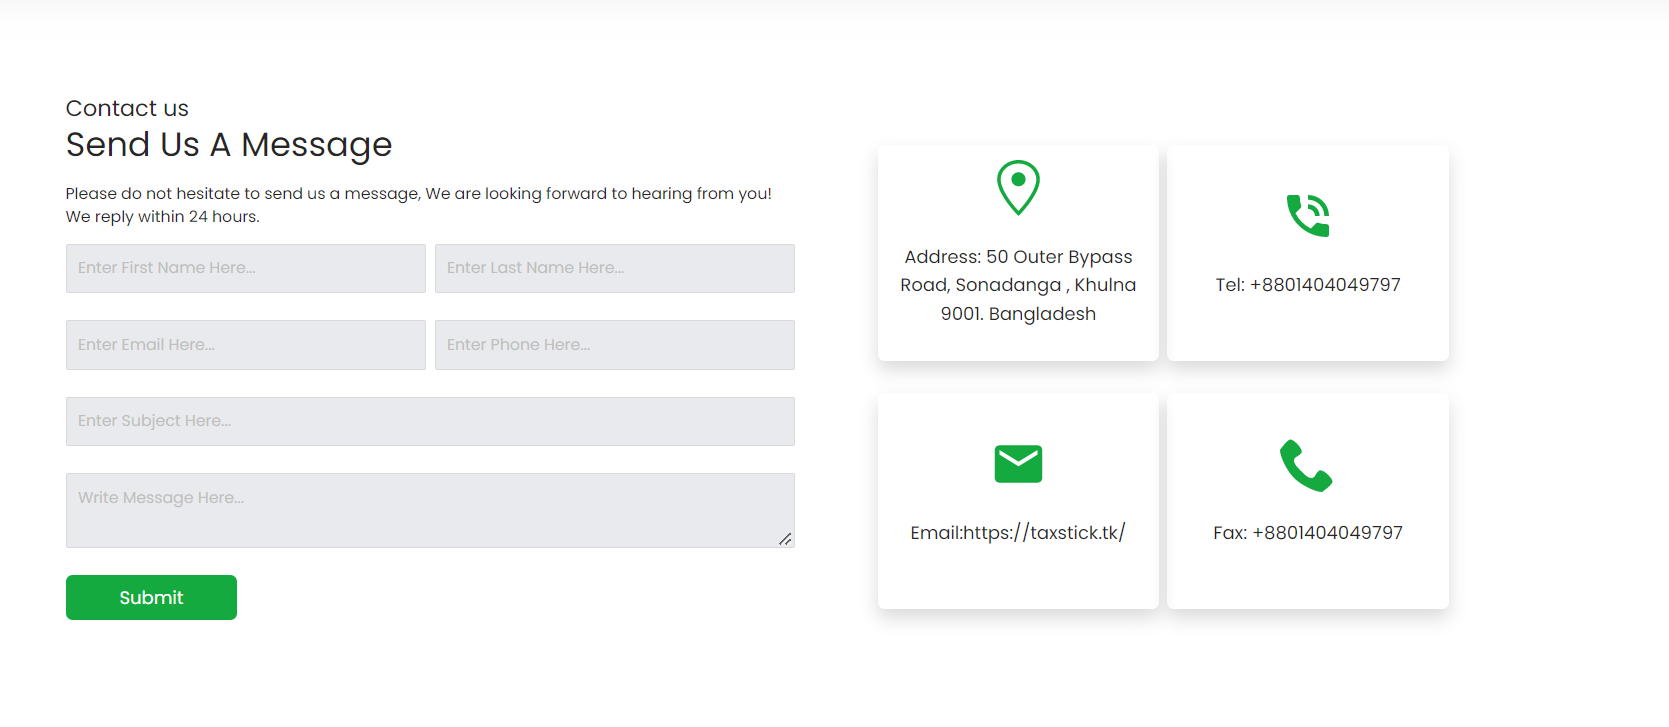 Contact us
Send Us A Message
Please do not hesitate to send us a message, We are looking forward to hearing from you!
We reply within 24 hours.
Enter First Name Here...
Enter Last Name Here...
Enter Email Here...
Enter Phone Here...
Enter Subject Here...
Write Message Here...
Submit
Address: 50 Outer Bypass
Road, Sonadanga , Khulna
9001. Bangladesh
Tel: +8801404049797
Email:https://taxstick.tk/
Fax: +8801404049797